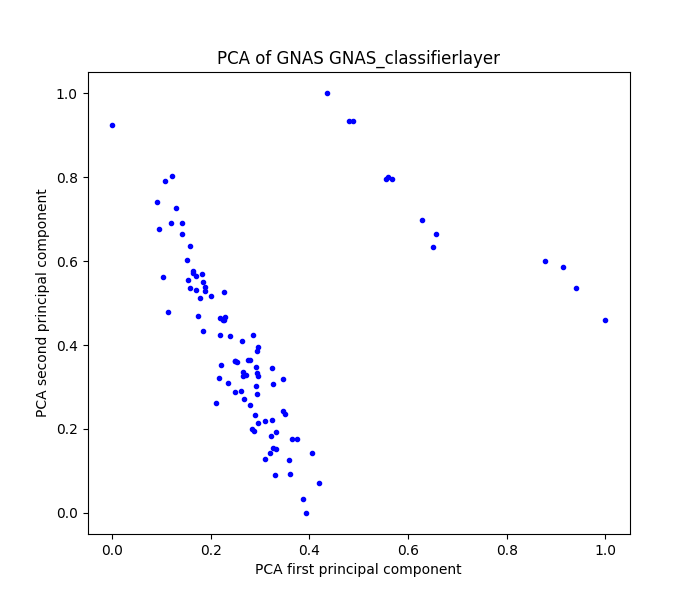 PCA of GNAS GNAS_classifierlayer
1.0
0.8
0.6
0.4
0.2
0.0
PCA second principal component
0.0 0.2 0.4 0.6 0.8 1.0
PCA first principal component